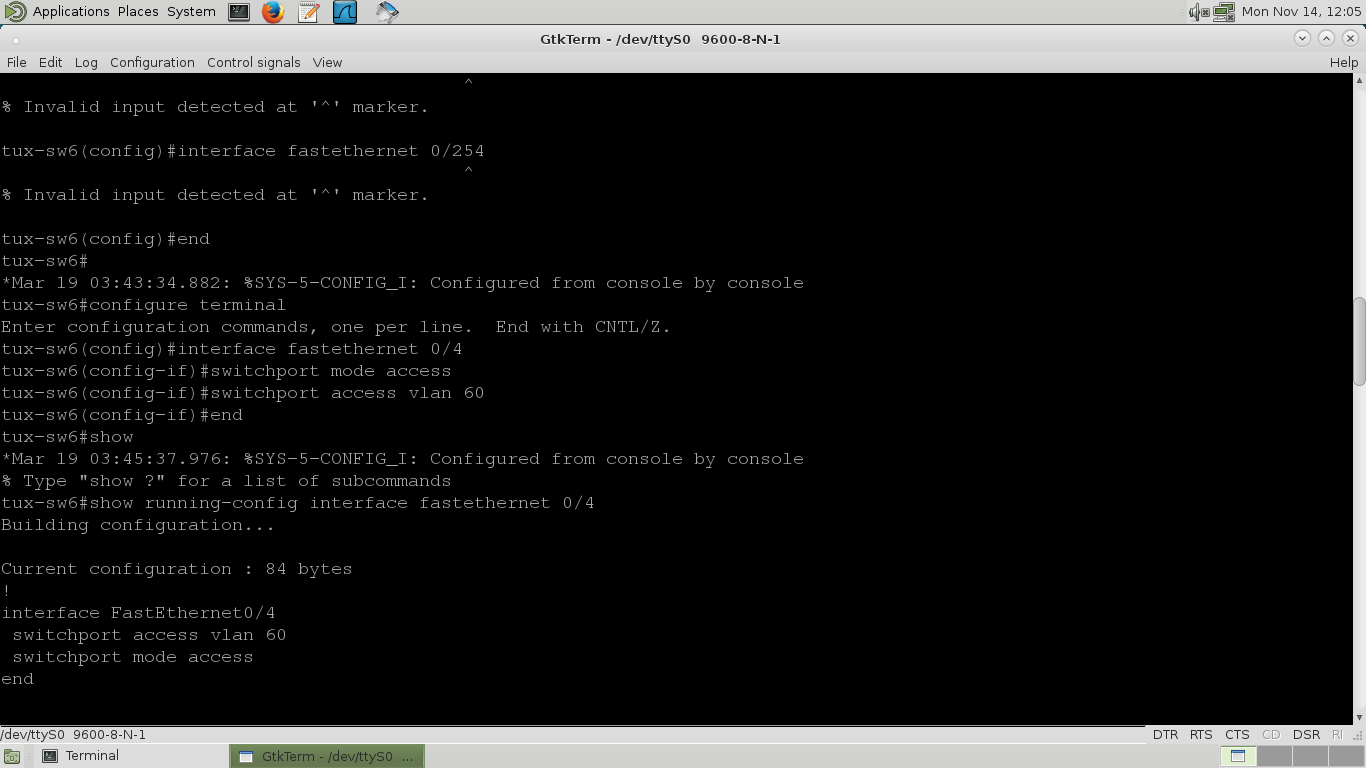 Applications Places System
Mon Nov 14, 12:05
GtkTerm - /dev/ttyS0 9600-8-N-1
File Edit Log Configuration Control signals View Help
^
% Invalid input detected at '^' marker.
tux-sw6(config)#interface fastethernet 0/254
^
% Invalid input detected at '^' marker.
tux-sw6(config)#end
tux-sw6#
*Mar 19 03:43:34.882: %SYS-5-CONFIG_I: Configured from console by console
tux-sw6#configure terminal
Enter configuration commands, one per line.  End with CNTL/Z.
tux-sw6(config)#interface fastethernet 0/4
tux-sw6(config-if)#switchport mode access
tux-sw6(config-if)#switchport access vlan 60
tux-sw6(config-if)#end
tux-sw6#show
*Mar 19 03:45:37.976: %SYS-5-CONFIG_I: Configured from console by console
% Type "show ?" for a list of subcommands
tux-sw6#show running-config interface fastethernet 0/4
Building configuration...
Current configuration : 84 bytes
!
interface FastEthernet0/4
 switchport access vlan 60
 switchport mode access
end
/dev/ttyS0 9600-8-N-1
DTR RTS CTS CD DSR RI
Terminal
GtkTerm - /dev/ttyS0 ...